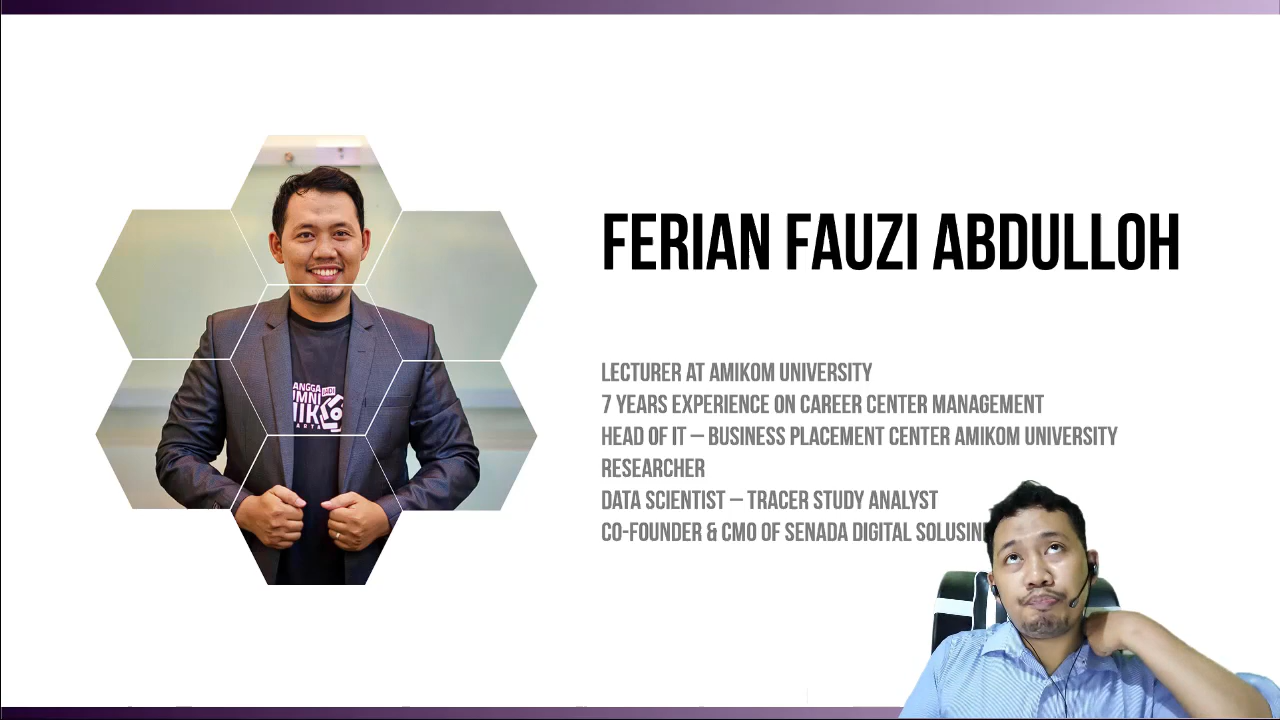 FERIAN FAUZI ABDULLOH
LECTURER AT AMIKOM UNIVERSITY
7 YEARS EXPERIENCE ON CAREER CENTER MANAGEMENT
HEAD OF IT – BUSINESS PLACEMENT CENTER AMIKOM UNIVERSITY
RESEARCHER
DATA SCIENTIST – TRACER STUDY ANALYST
CO-FOUNDER & CMO OF SENADA DIGITAL